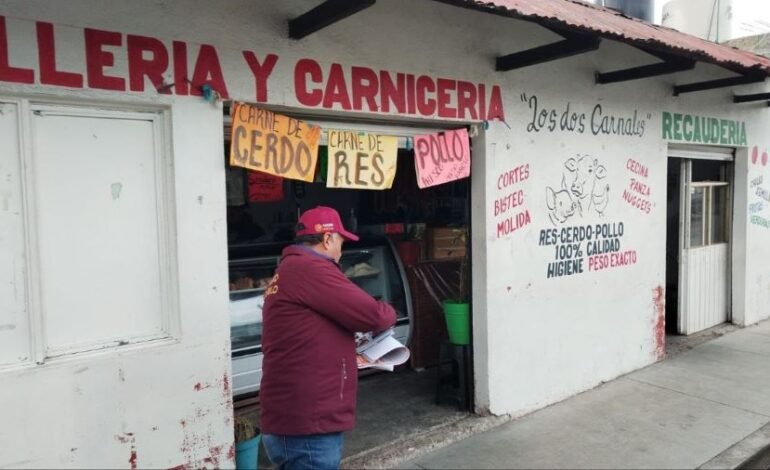 LLERIA Y CARNICERIA
CARNE DE
CERDO
CARNE DE
RES
POLLO
"Los dos Carnales"
RECAUDERIA
CORTES
BISTEC
MOLIDA
CECINA
PANZA
NUGGETS
RES-CERDO-POLLO
100% CALIDAD
HIGIENE PESO EXACTO